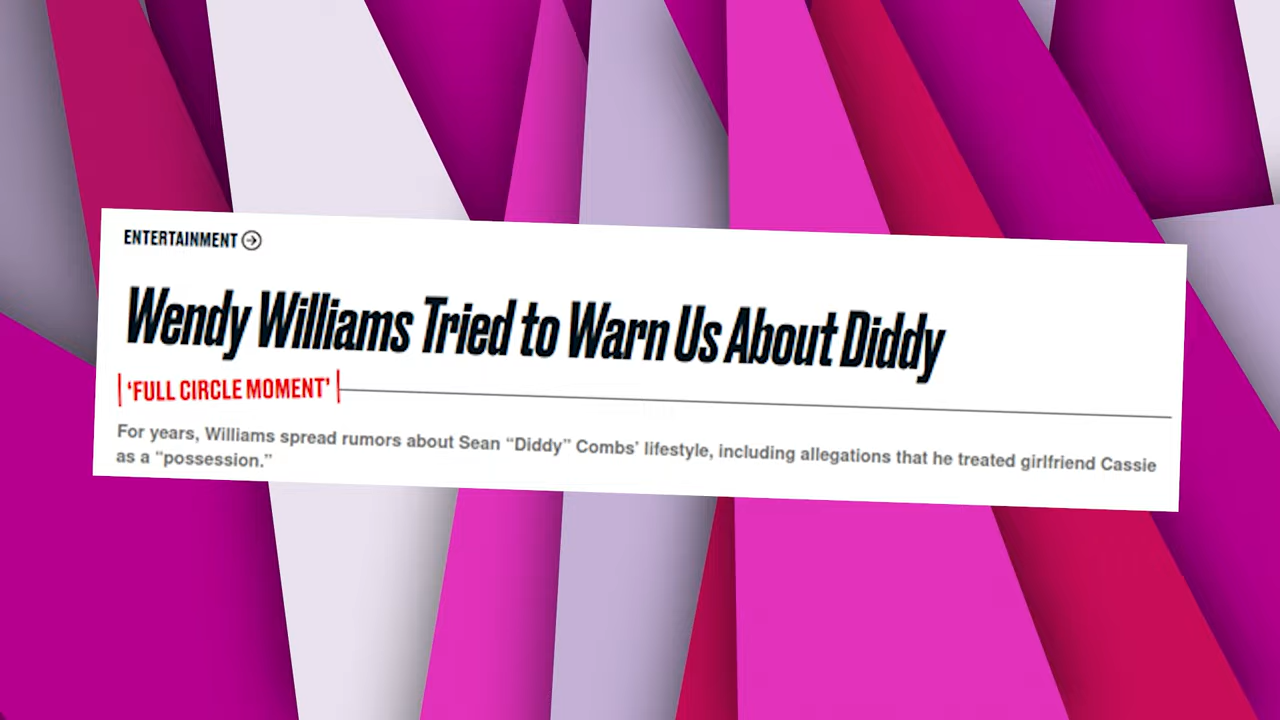 ENTERTAINMENT
Wendy Williams Tried to Warn Us About Diddy
‘FULL CIRCLE MOMENT’
For years, Williams spread rumors about Sean “Diddy” Combs’ lifestyle, including allegations that he treated girlfriend Cassie
as a “possession.”